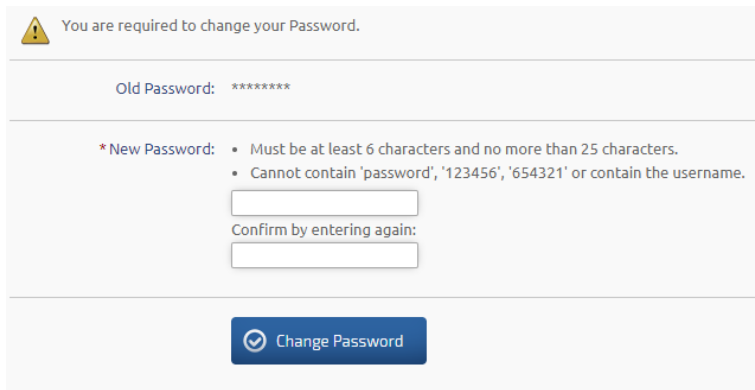 You are required to change your Password.
Old Password: ********
* New Password: • Must be at least 6 characters and no more than 25 characters.
• Cannot contain 'password', '123456', '654321' or contain the username.
Confirm by entering again:
Change Password